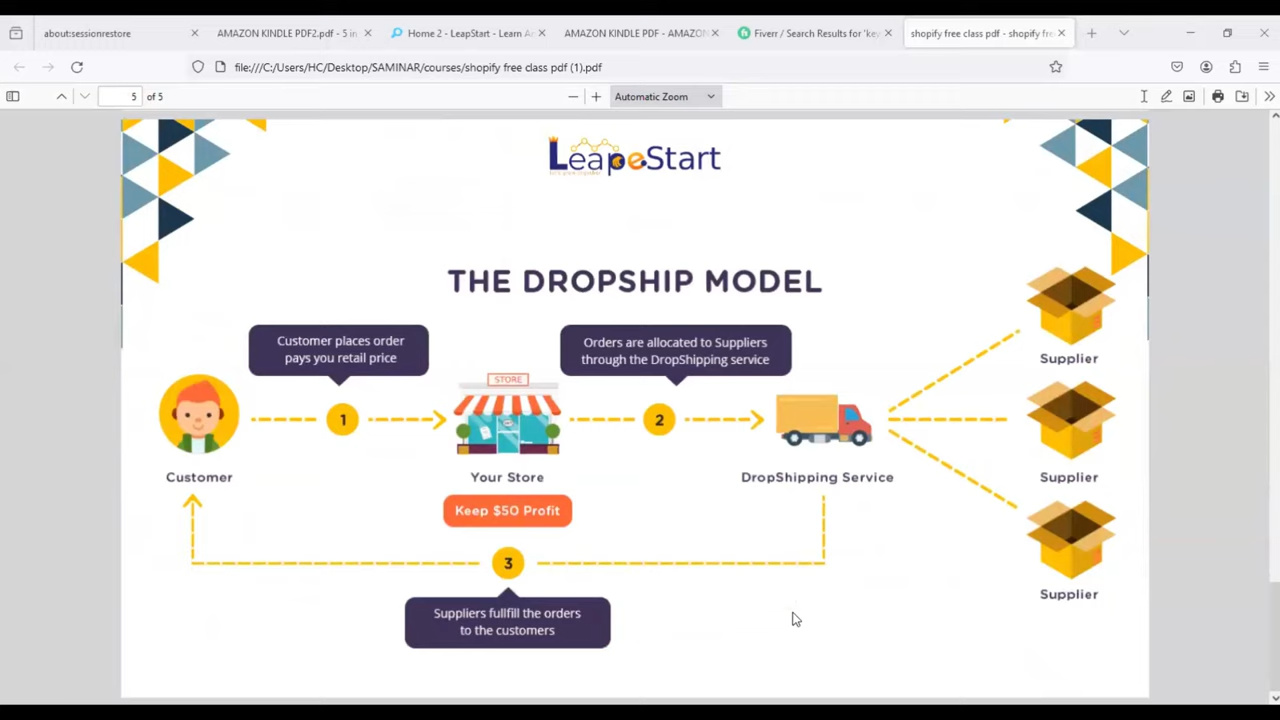 about:sessionrestore
AMAZON KINDLE PDF2.pdf - 5 in
Home 2 - LeapStart - Learn A
AMAZON KINDLE PDF - AMAZON
Fiverr / Search Results for 'ke
shopify free class pdf - shopify fre
file:///C:/Users/HC/Desktop/SAMINAR/courses/shopify free class pdf (1).pdf
5 of 5
Automatic Zoom
LeapeStart
THE DROPSHIP MODEL
Customer places order
pays you retail price
Orders are allocated to Suppliers
through the DropShipping service
STORE
1
2
Customer
Your Store
DropShipping Service
Supplier
Supplier
Supplier
Keep $50 Profit
3
Suppliers fullfill the orders
to the customers